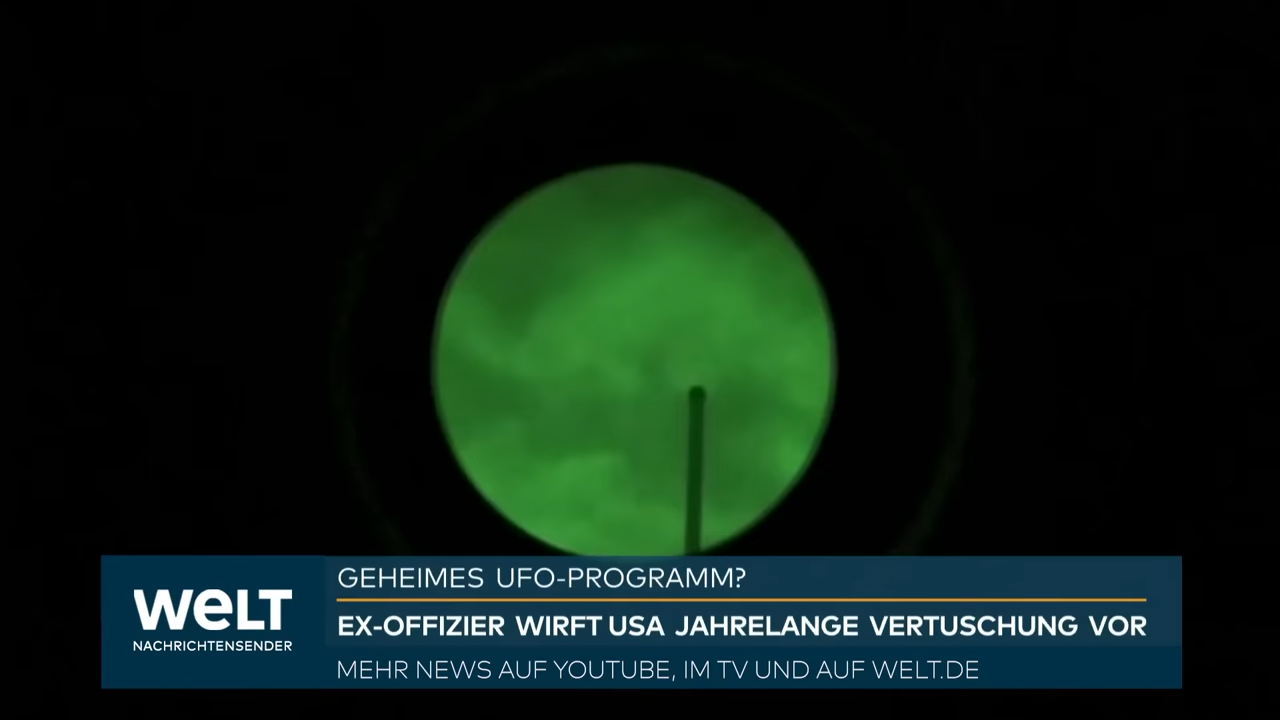 GEHEIMES UFO-PROGRAMM?
WELT
NACHRICHTENSENDER
EX-OFFIZIER WIRFT USA JAHRELANGE VERTUSCHUNG VOR
MEHR NEWS AUF YOUTUBE, IM TV UND AUF WELT.DE